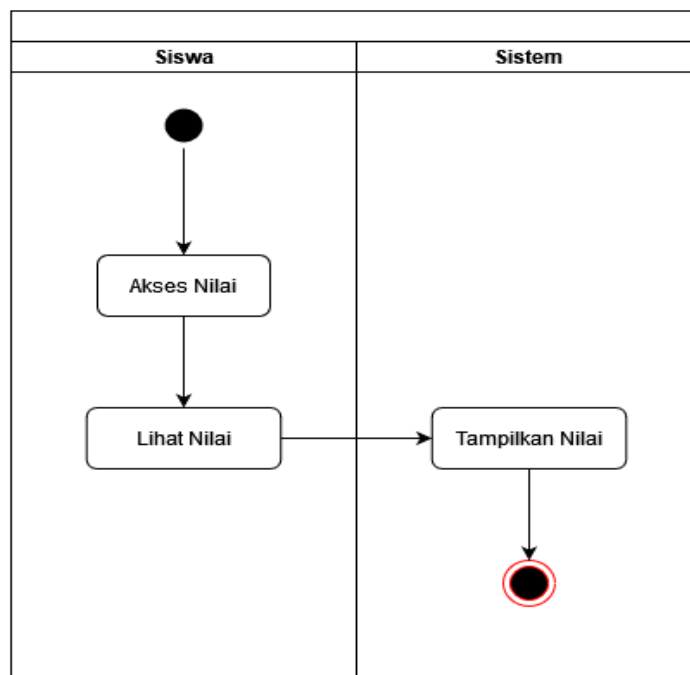 Siswa
Sistem
Akses Nilai
Lihat Nilai
Tampilkan Nilai